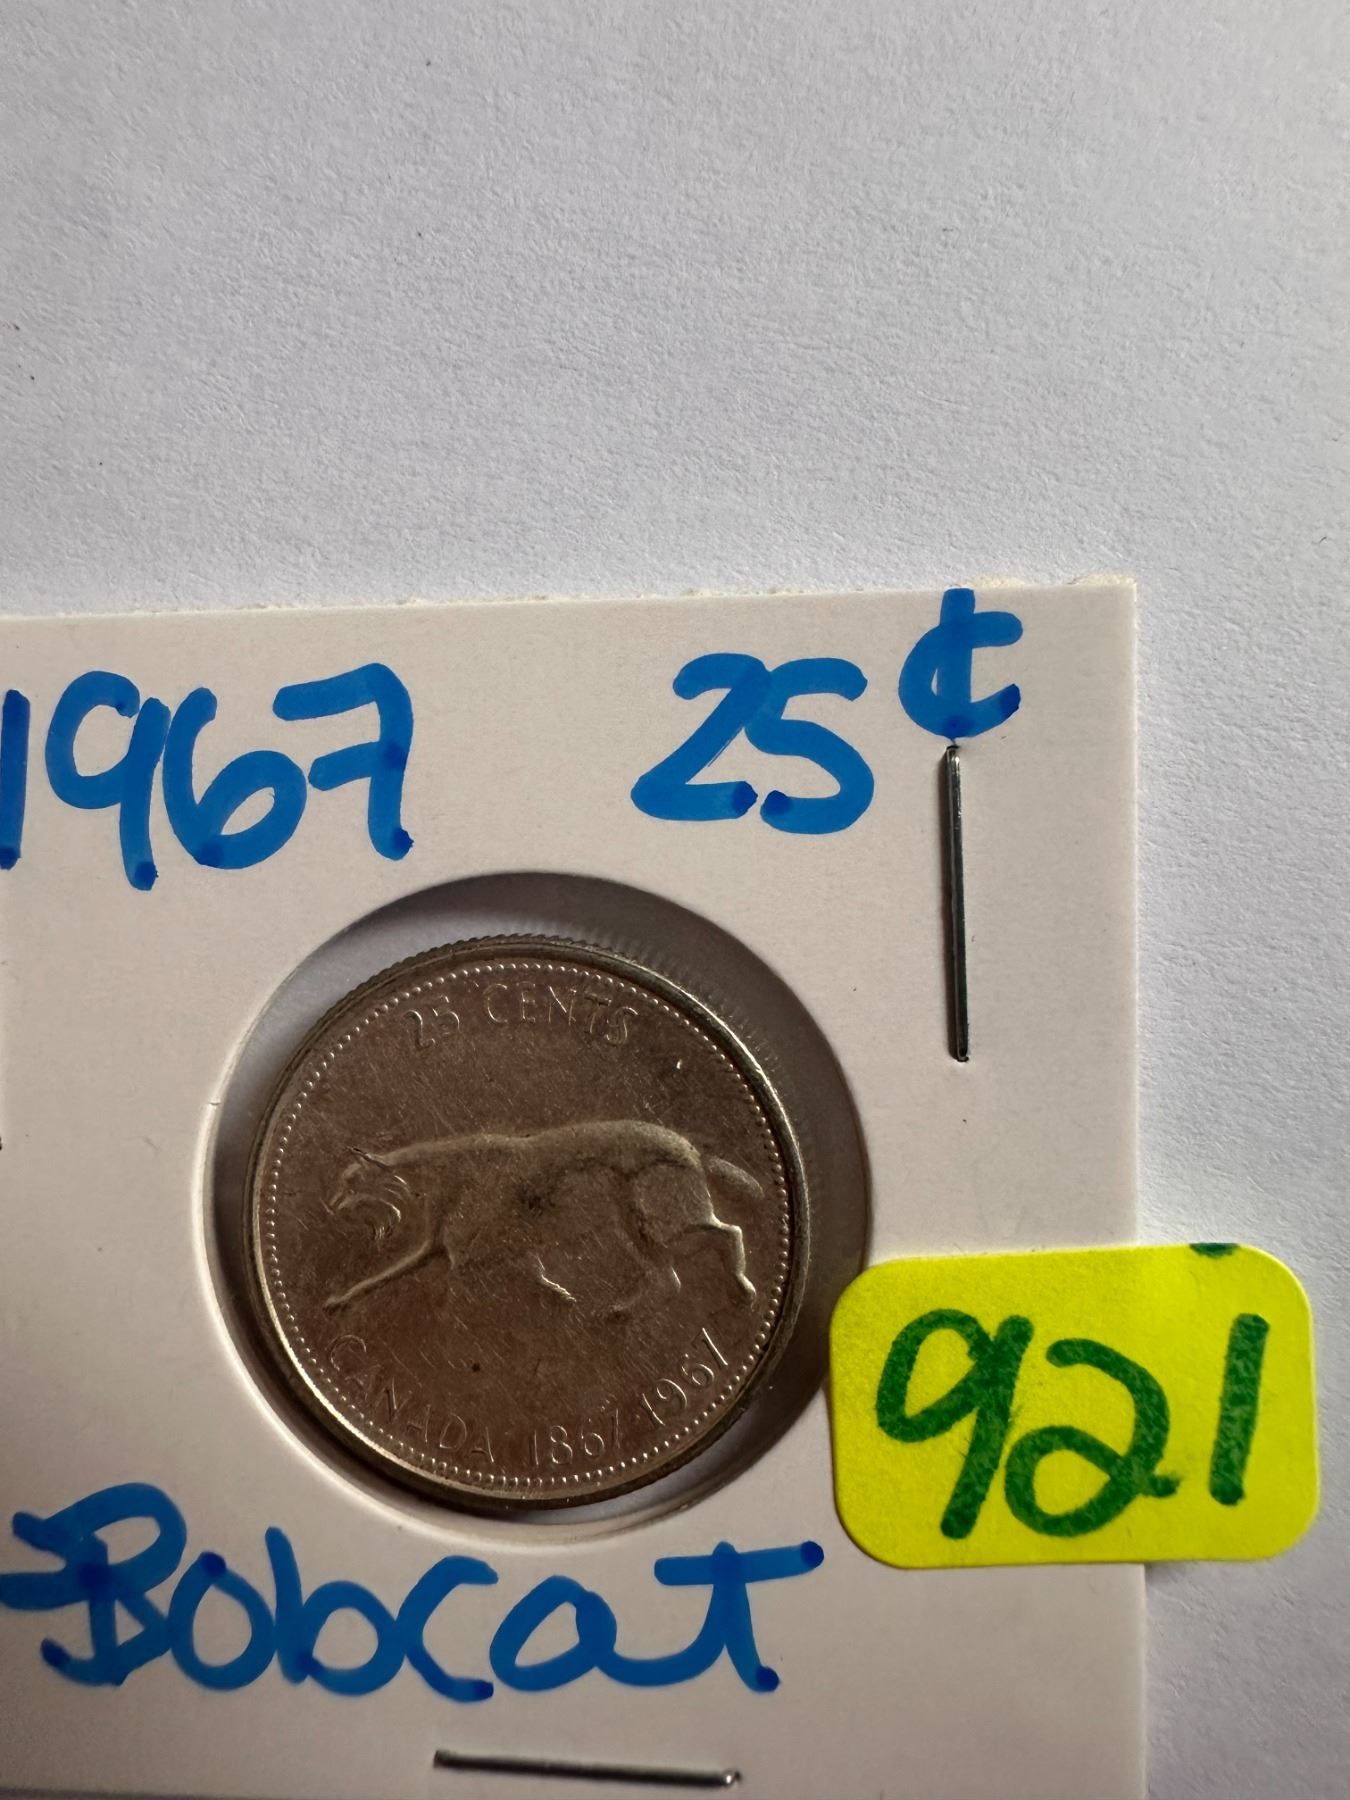 1967 25¢
25 CENTS
CANADA 1867 1967
921
Bobcat